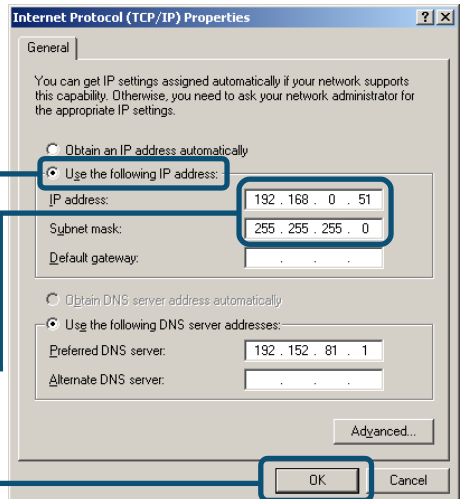 Internet Protocol (TCP/IP) Properties
General
You can get IP settings assigned automatically if your network supports
this capability. Otherwise, you need to ask your network administrator for
the appropriate IP settings.
Obtain an IP address automatically
Use the following IP address:
IP address: 192 . 168 . 0 . 51
Subnet mask: 255 . 255 . 255 . 0
Default gateway: . . .
Obtain DNS server address automatically
Use the following DNS server addresses:
Preferred DNS server: 192 . 152 . 81 . 1
Alternate DNS server: . . .
Advanced...
OK Cancel